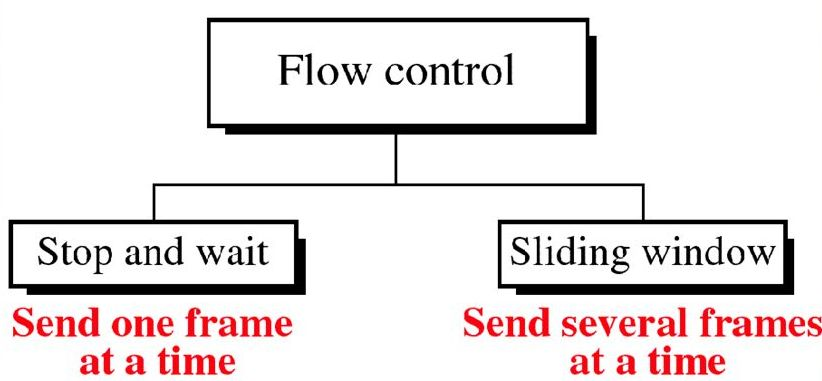 Flow control
Stop and wait
Sliding window
Send one frame
at a time
Send several frames
at a time